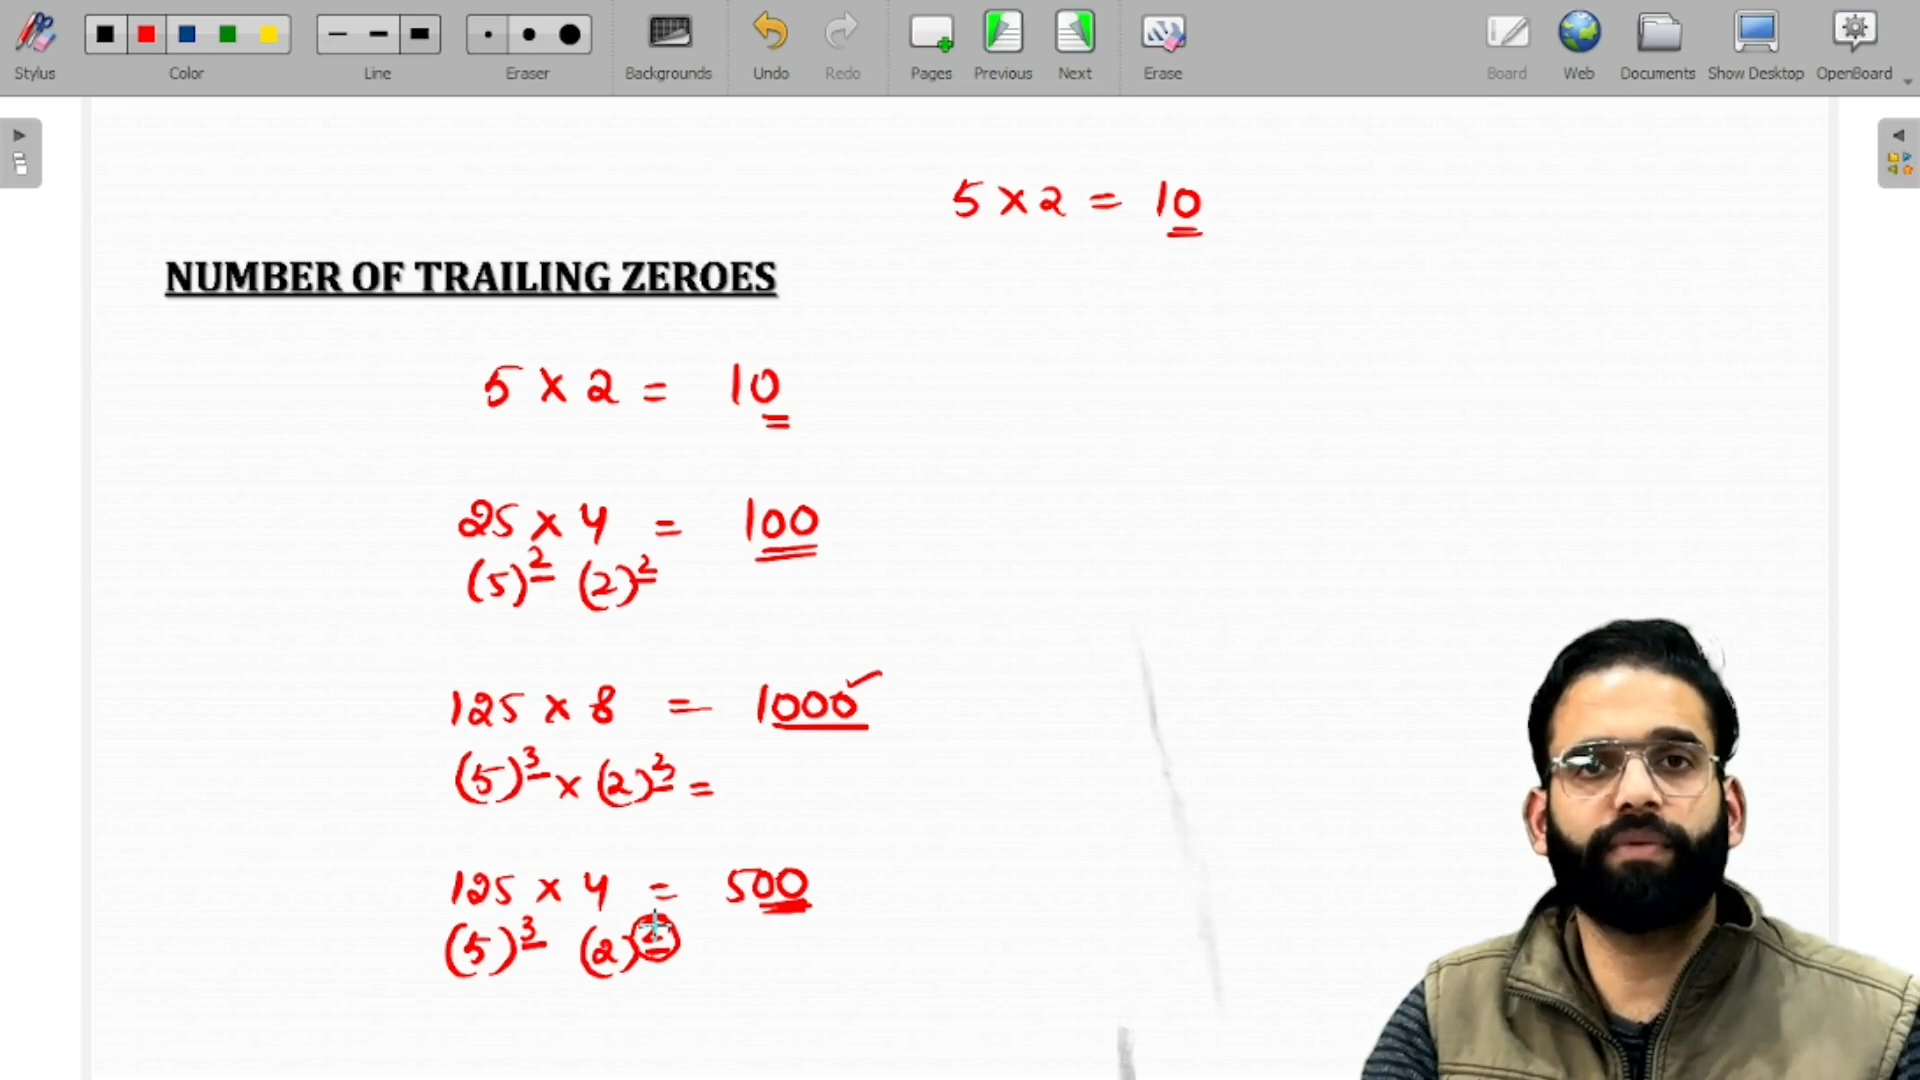 Stylus Color Line Eraser Backgrounds Undo Redo Pages Previous Next Erase Board Web Documents Show Desktop OpenBoard
5 × 2 = 10
NUMBER OF TRAILING ZEROES
5 × 2 = 10
25 × 4 = 100
(5)² (2)²
125 × 8 = 1000 ✓
(5)³ × (2)³ =
125 × 4 = 500
(5)³ (2)²